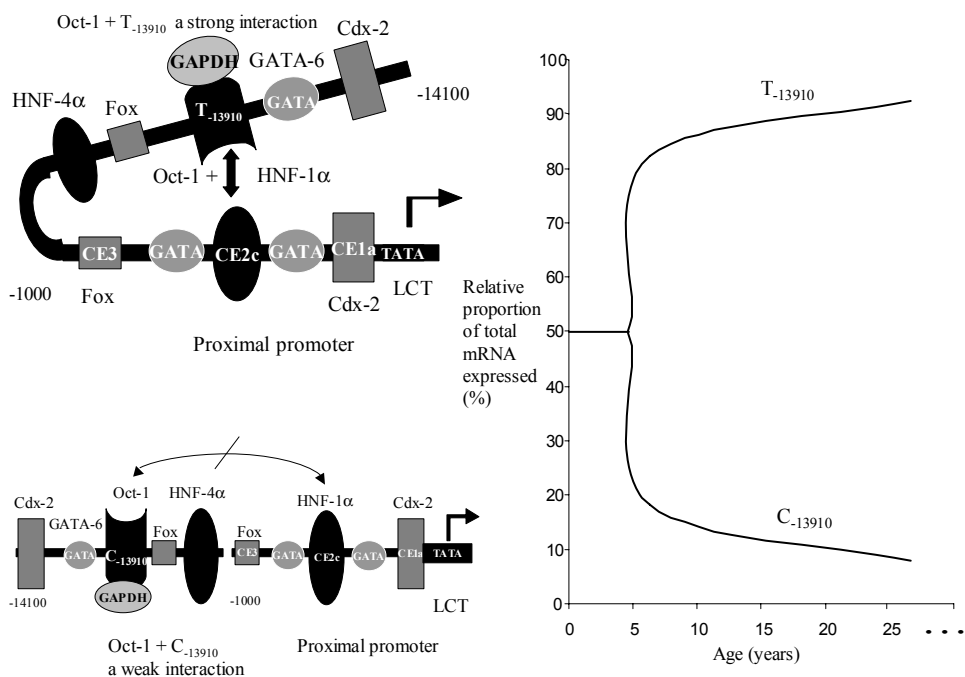 Oct-1 + T-13910 a strong interaction
Cdx-2
GAPDH
GATA-6
HNF-4α
Fox
T-13910
GATA
-14100
Oct-1 +
HNF-1α
CE3
GATA
CE2c
GATA
CE1a
TATA
-1000
Fox
Cdx-2
LCT
Proximal promoter
Cdx-2
Oct-1
HNF-4α
HNF-1α
Cdx-2
GATA-6
Fox
Fox
GATA
C-13910
CE3
GATA
CE2c
GATA
CE1a
TATA
GAPDH
-14100
-1000
LCT
Oct-1 + C-13910
a weak interaction
Proximal promoter
Relative
proportion
of total
mRNA
expressed
(%)
100
90
80
70
60
50
40
30
20
10
0
T-13910
C-13910
0 5 10 15 20 25 ...
Age (years)